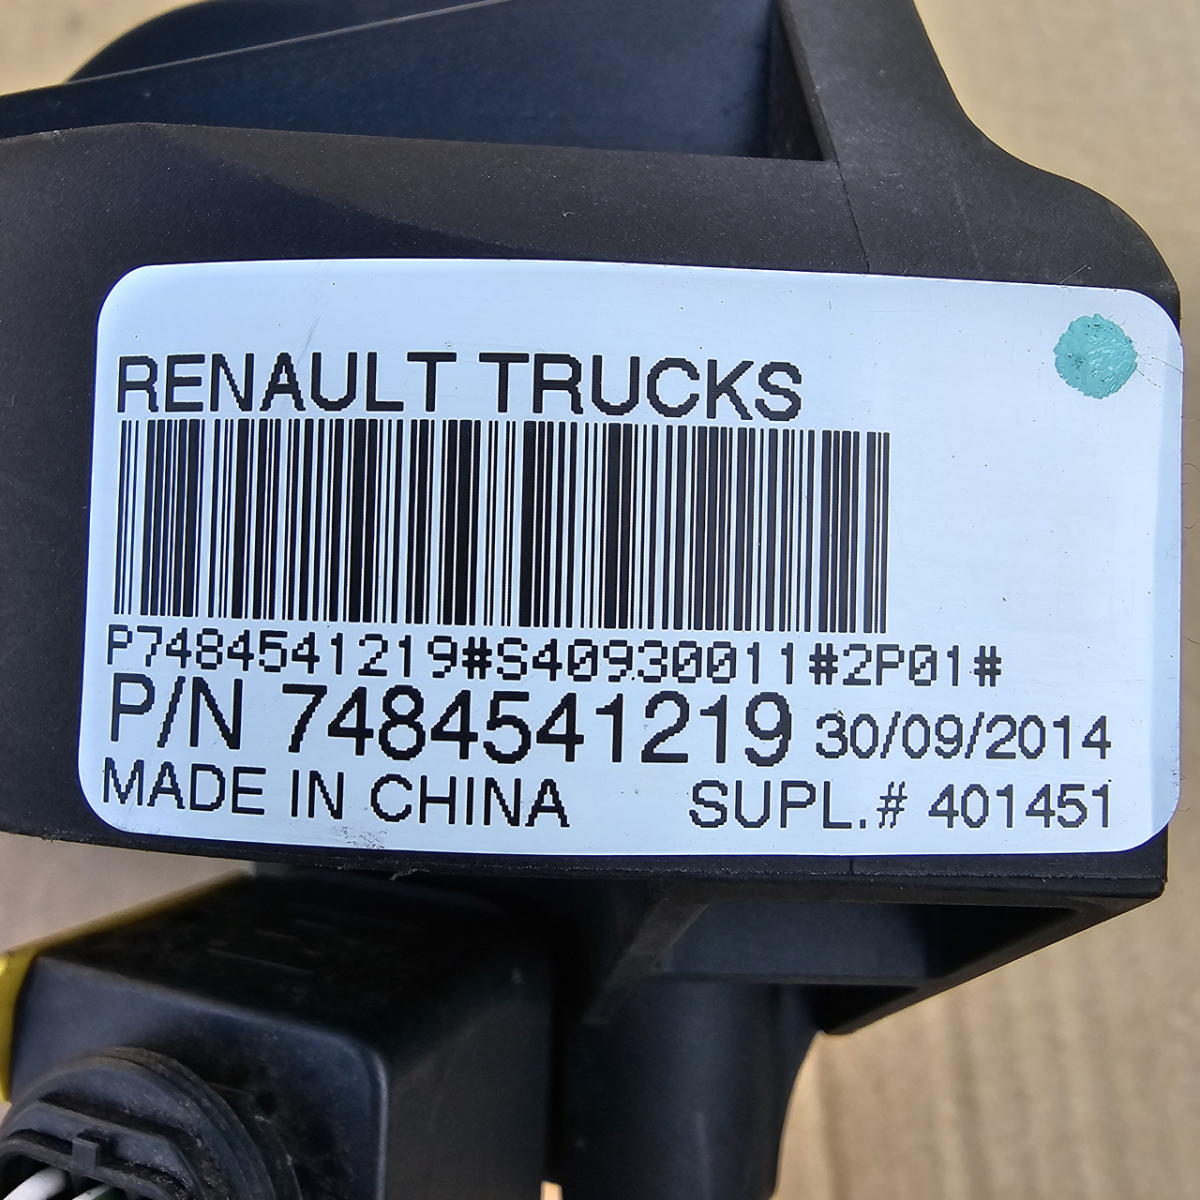 RENAULT TRUCKS
P7484541219#S40930011#2P01#
P/N 7484541219 30/09/2014
MADE IN CHINA SUPL.# 401451